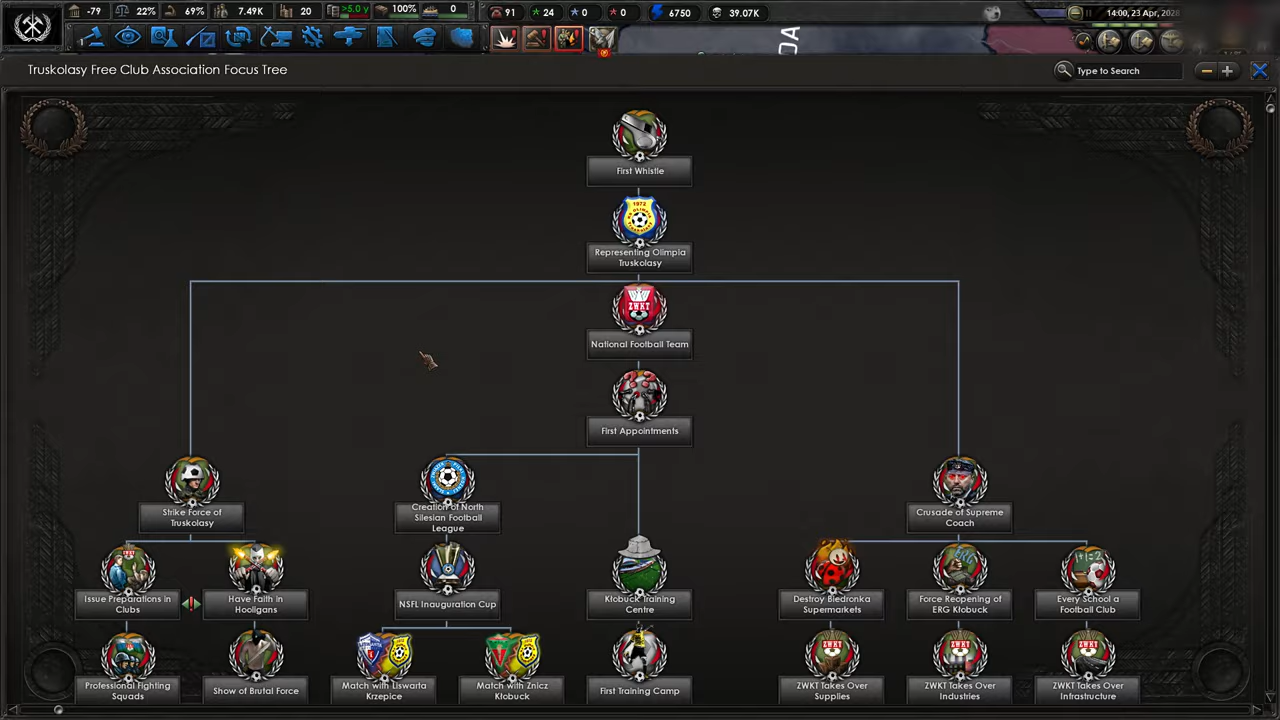 -79 22% 69% 7.49K 20 >5.0 y 100% 0 91 24 0 0 6750 39.07K 14:00, 23 Apr, 2028
ADA
Truskolasy Free Club Association Focus Tree
Type to Search
First Whistle
1972
Representing Olimpia
Truskolasy
ZWKT
National Football Team
First Appointments
Strike Force of
Truskolasy
Creation of North
Silesian Football
League
Crusade of Supreme
Coach
Issue Preparations in
Clubs
Have Faith in
Hooligans
NSFL Inauguration Cup
Kłobuck Training
Centre
Destroy Biedronka
Supermarkets
Force Reopening of
ERG Kłobuck
Every School a
Football Club
Professional Fighting
Squads
Show of Brutal Force
Match with Liswarta
Krzepice
Match with Znicz
Kłobuck
First Training Camp
ZWKT Takes Over
Supplies
ZWKT Takes Over
Industries
ZWKT Takes Over
Infrastructure